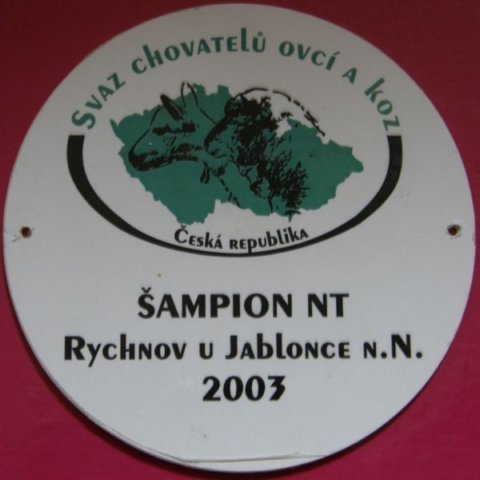 Svaz chovatelů ovcí a koz
Česká republika
ŠAMPION NT
Rychnov u Jablonce n.N.
2003